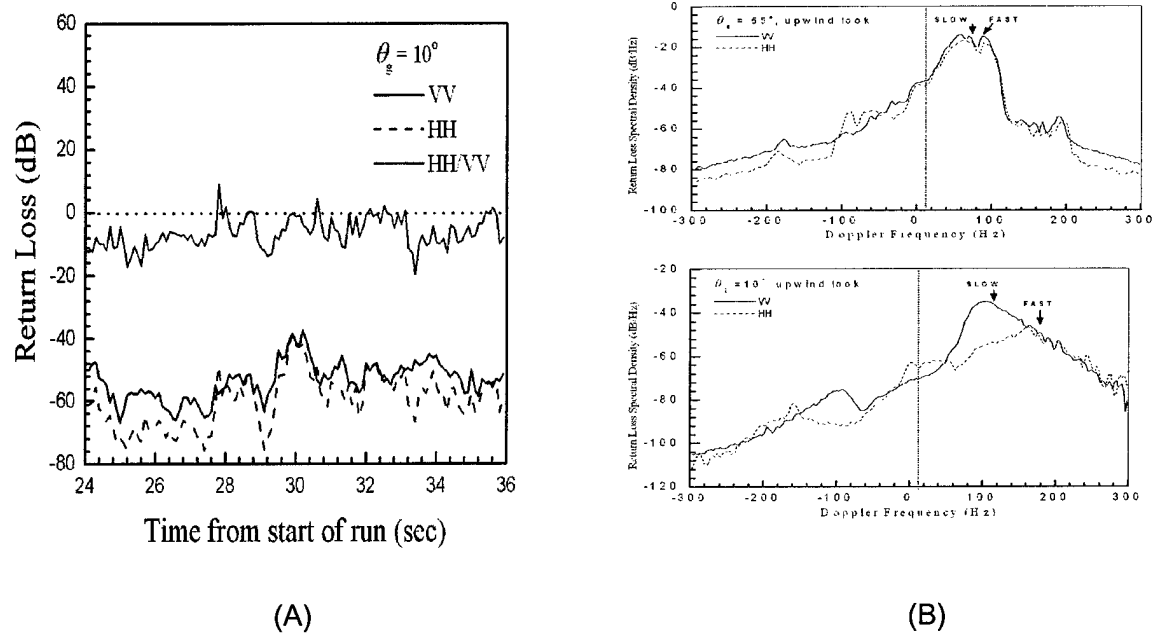 60
40
20
0
-20
-40
-60
-80
Return Loss (dB)
θg = 10°
VV
HH
HH/VV
24 26 28 30 32 34 36
Time from start of run (sec)
(A)
-0
-20
-40
-60
-80
-100
Return Loss Spectral Density (dB/Hz)
upwind look
SLOW FAST
VV
HH
-300 -200 -100 0 100 200 300
Doppler Frequency (Hz)
-20
-40
-60
-80
-100
-120
Return Loss Spectral Density (dB/Hz)
= 10° upwind look
SLOW
FAST
VV
HH
-300 -200 -100 0 100 200 300
Doppler Frequency (Hz)
(B)